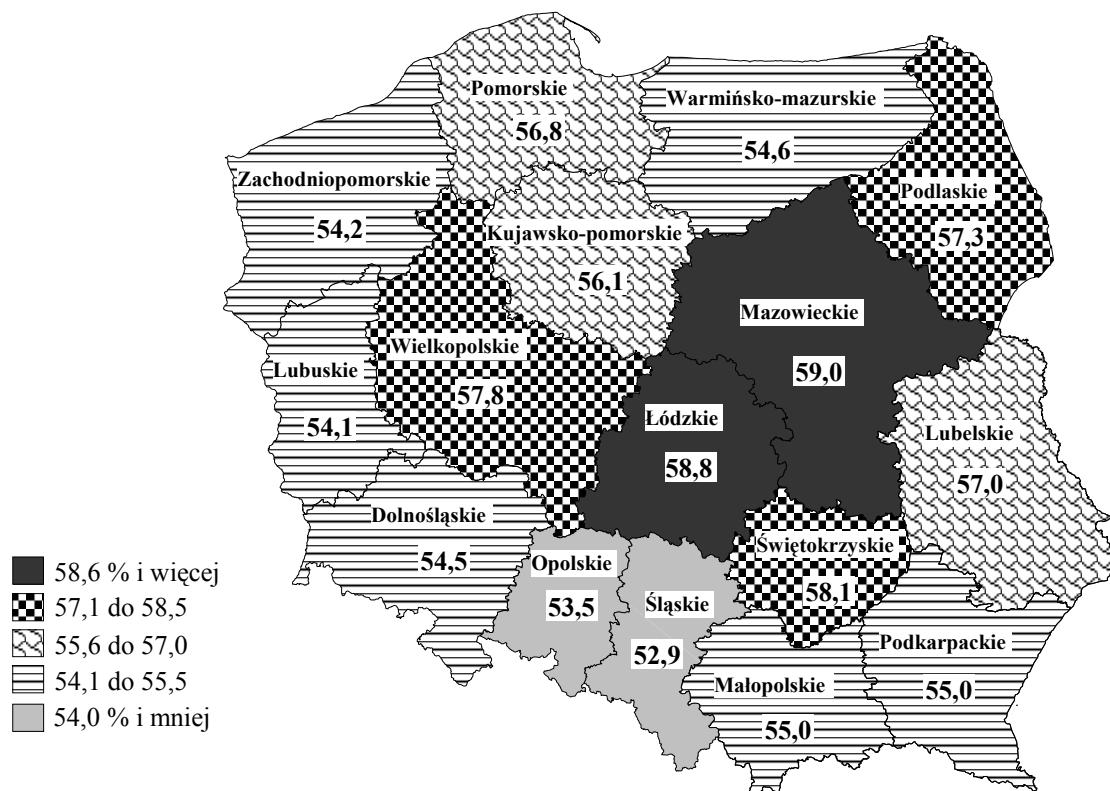 Pomorskie
56,8
Warmińsko-mazurskie
54,6
Zachodniopomorskie
54,2
Podlaskie
57,3
Kujawsko-pomorskie
56,1
Mazowieckie
59,0
Wielkopolskie
57,8
Lubuskie
54,1
Łódzkie
58,8
Lubelskie
57,0
Dolnośląskie
54,5
Opolskie
53,5
Śląskie
52,9
Świętokrzyskie
58,1
Podkarpackie
55,0
Małopolskie
55,0
58,6 % i więcej
57,1 do 58,5
55,6 do 57,0
54,1 do 55,5
54,0 % i mniej